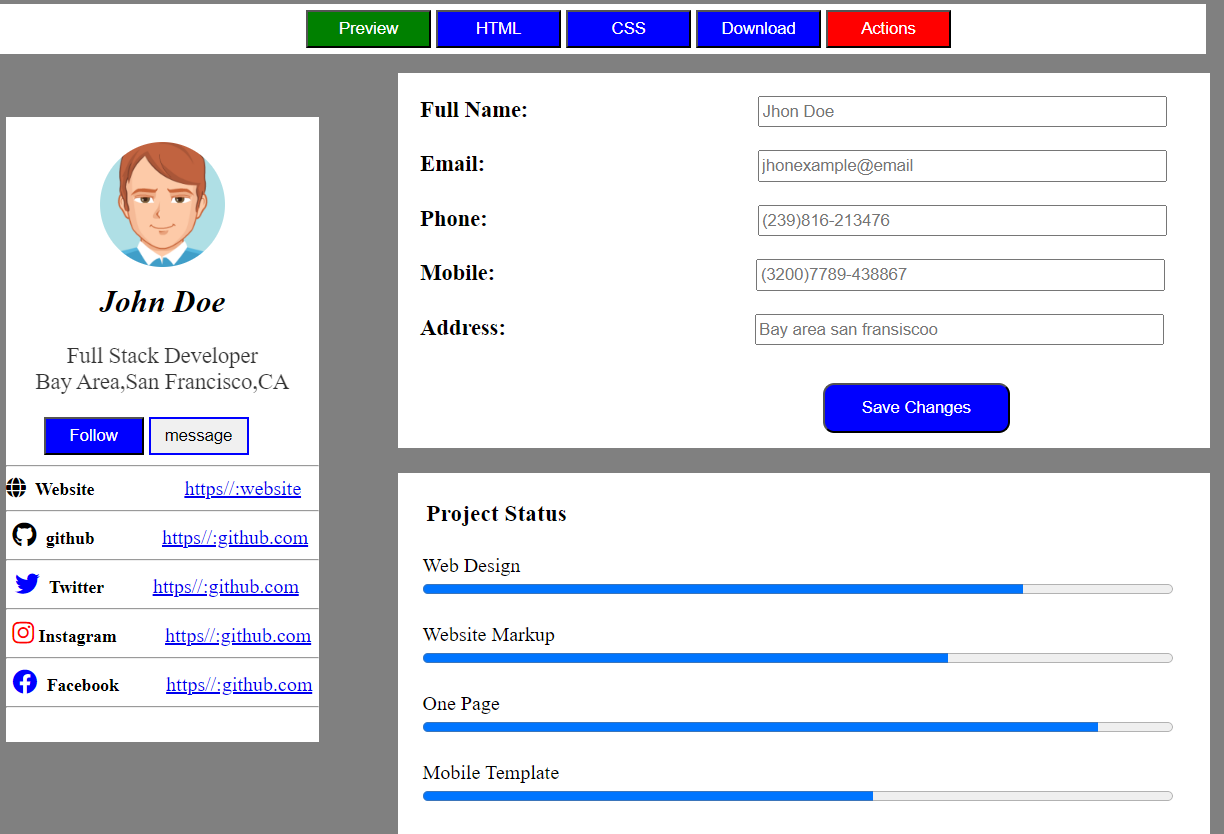 Preview HTML CSS Download Actions
John Doe
Full Stack Developer
Bay Area,San Francisco,CA
Follow message
Website https//:website
github https//:github.com
Twitter https//:github.com
Instagram https//:github.com
Facebook https//:github.com
Full Name: Jhon Doe
Email: jhonexample@email
Phone: (239)816-213476
Mobile: (3200)7789-438867
Address: Bay area san fransiscoo
Save Changes
Project Status
Web Design
Website Markup
One Page
Mobile Template